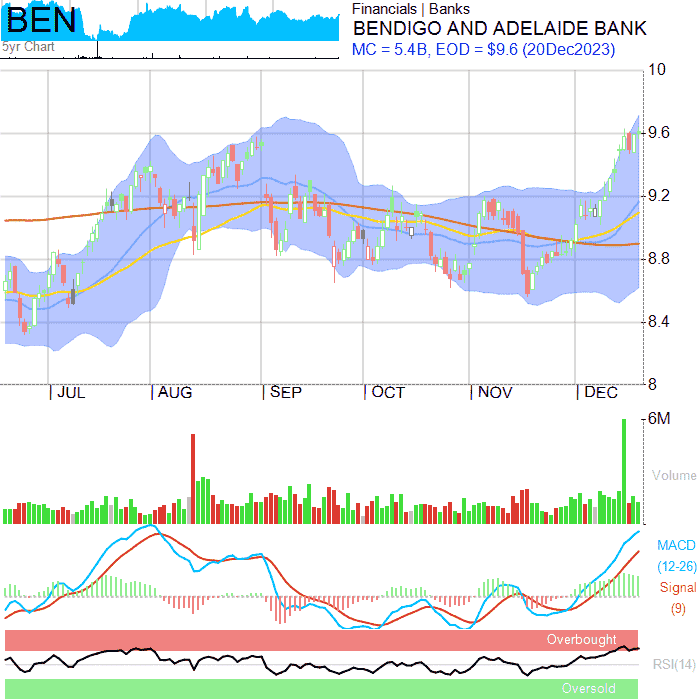 BEN
5yr Chart
Financials | Banks
BENDIGO AND ADELAIDE BANK
MC = 5.4B, EOD = $9.6 (20Dec2023)
10
9.6
9.2
8.8
8.4
8
JUL AUG SEP OCT NOV DEC
6M
Volume
MACD
(12-26)
Signal
(9)
Overbought
RSI(14)
Oversold